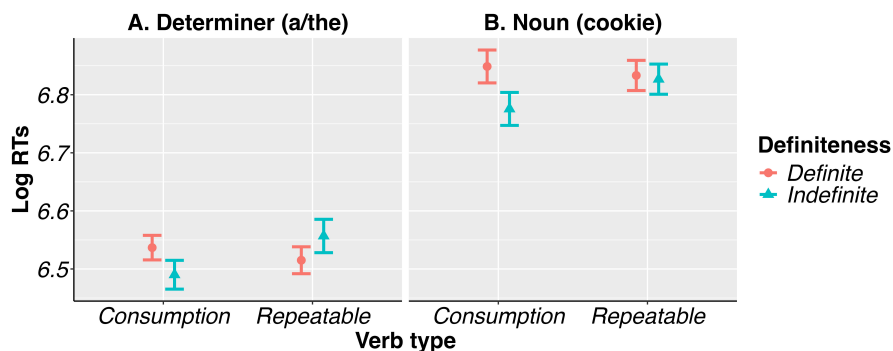 A. Determiner (a/the)
B. Noun (cookie)
Log RTs
6.8
6.7
6.6
6.5
Consumption
Repeatable
Consumption
Repeatable
Verb type
Definiteness
Definite
Indefinite